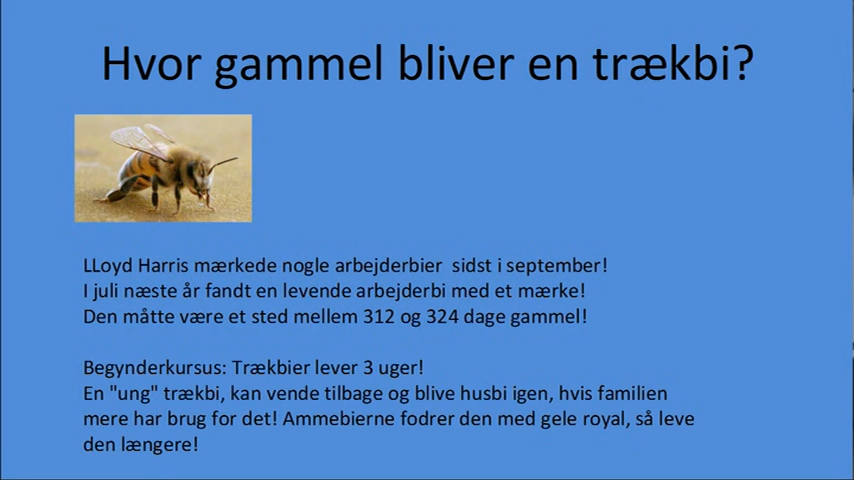 Hvor gammel bliver en trækbi?
LLoyd Harris mærkede nogle arbejderbier sidst i september!
I juli næste år fandt en levende arbejderbi med et mærke!
Den måtte være et sted mellem 312 og 324 dage gammel!
Begynderkursus: Trækbier lever 3 uger!
En "ung" trækbi, kan vende tilbage og blive husbi igen, hvis familien
mere har brug for det! Ammebierne fodrer den med gele royal, så leve
den længere!